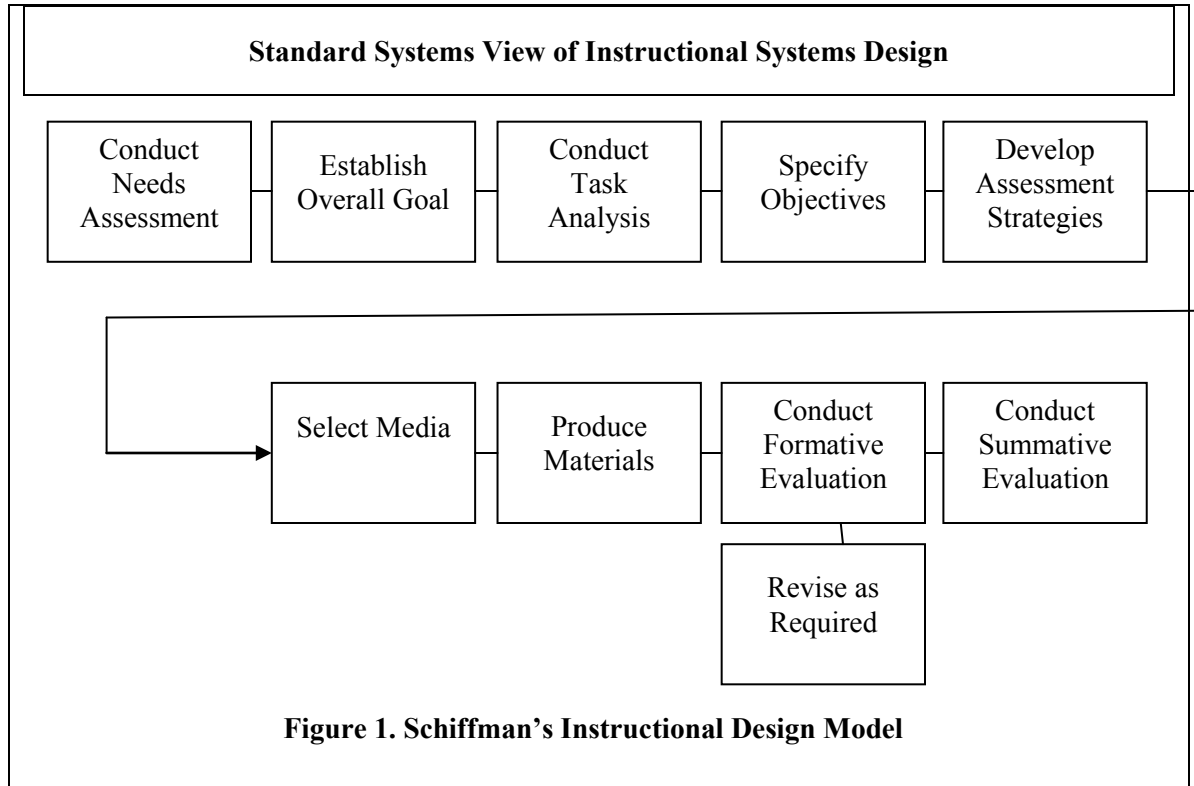 Standard Systems View of Instructional Systems Design
Conduct
Needs
Assessment
Establish
Overall Goal
Conduct
Task
Analysis
Specify
Objectives
Develop
Assessment
Strategies
Select Media
Produce
Materials
Conduct
Formative
Evaluation
Conduct
Summative
Evaluation
Revise as
Required
Figure 1. Schiffman’s Instructional Design Model